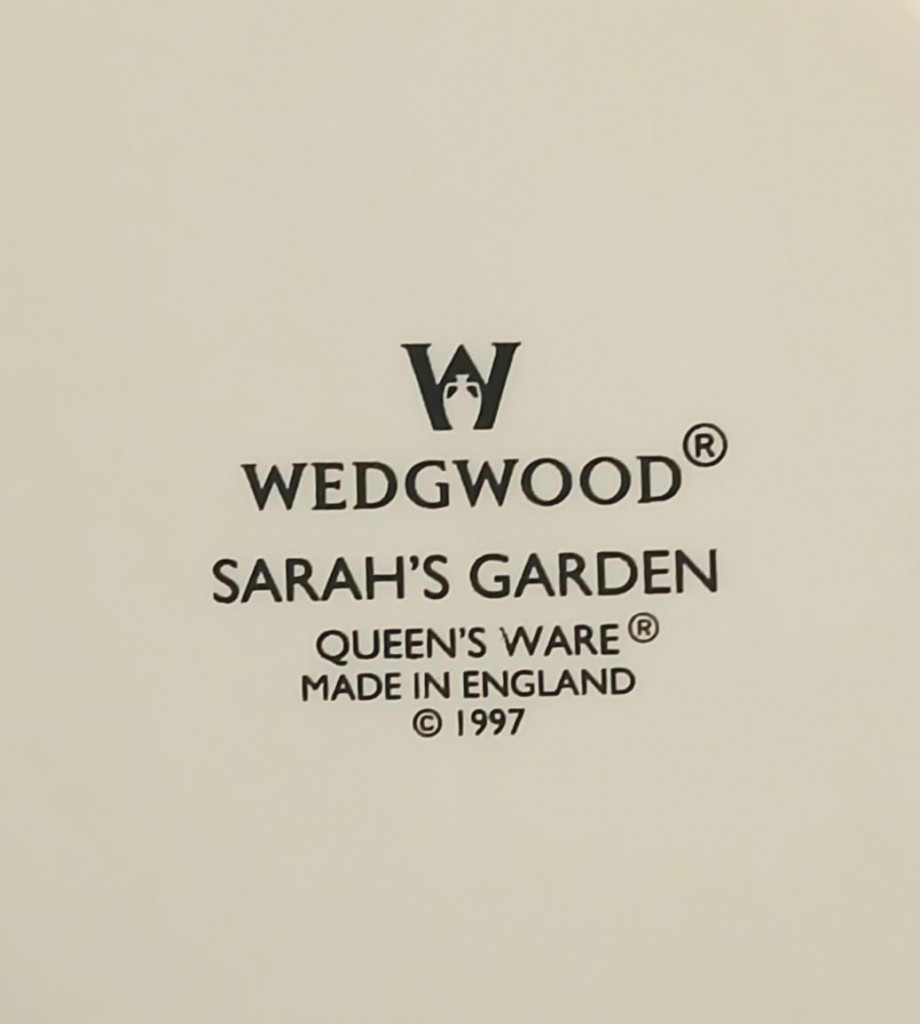 W
WEDGWOOD®
SARAH'S GARDEN
QUEEN'S WARE®
MADE IN ENGLAND
© 1997